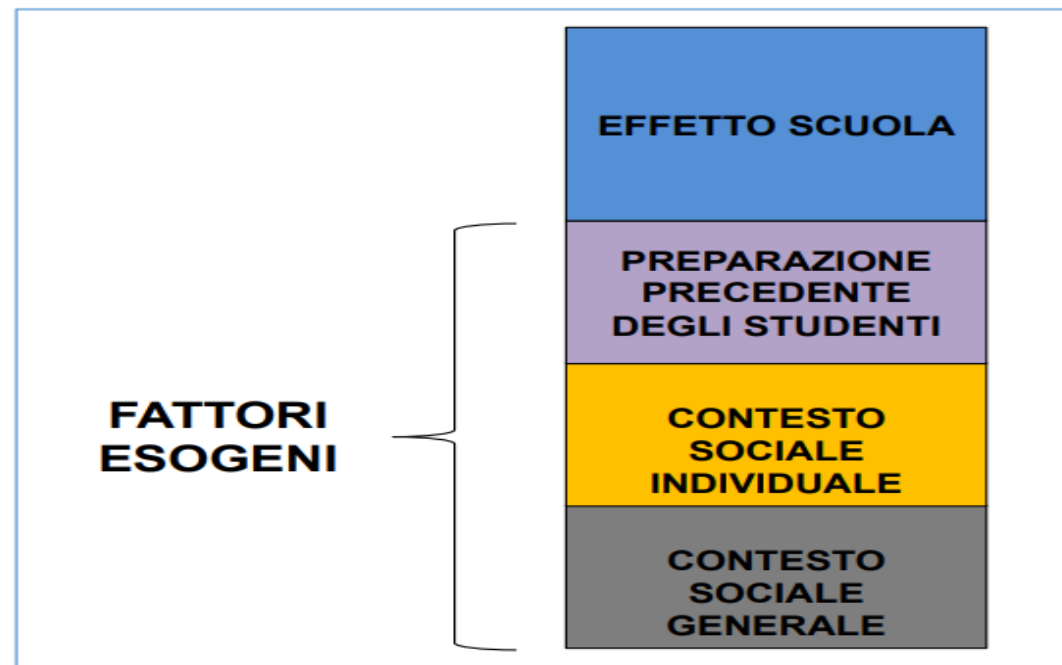 EFFETTO SCUOLA
PREPARAZIONE
PRECEDENTE
DEGLI STUDENTI
FATTORI
ESOGENI
CONTESTO
SOCIALE
INDIVIDUALE
CONTESTO
SOCIALE
GENERALE